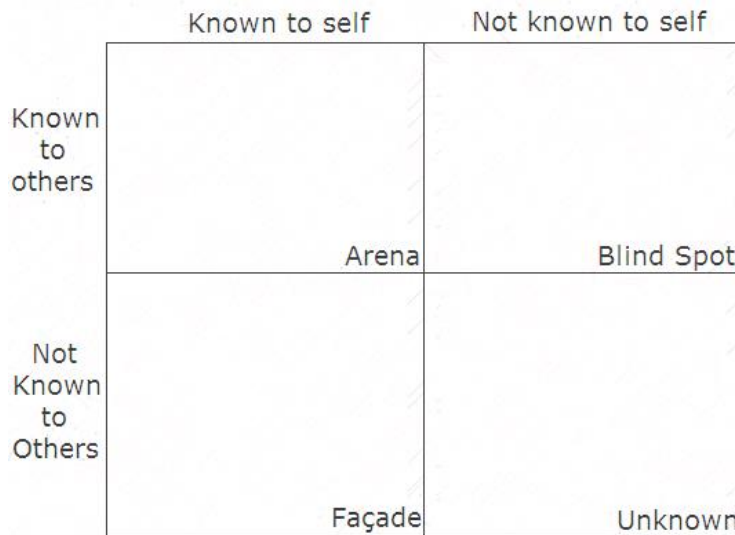 Known to self
Not known to self
Known
to
others
Arena
Blind Spot
Not
Known
to
Others
Façade
Unknown